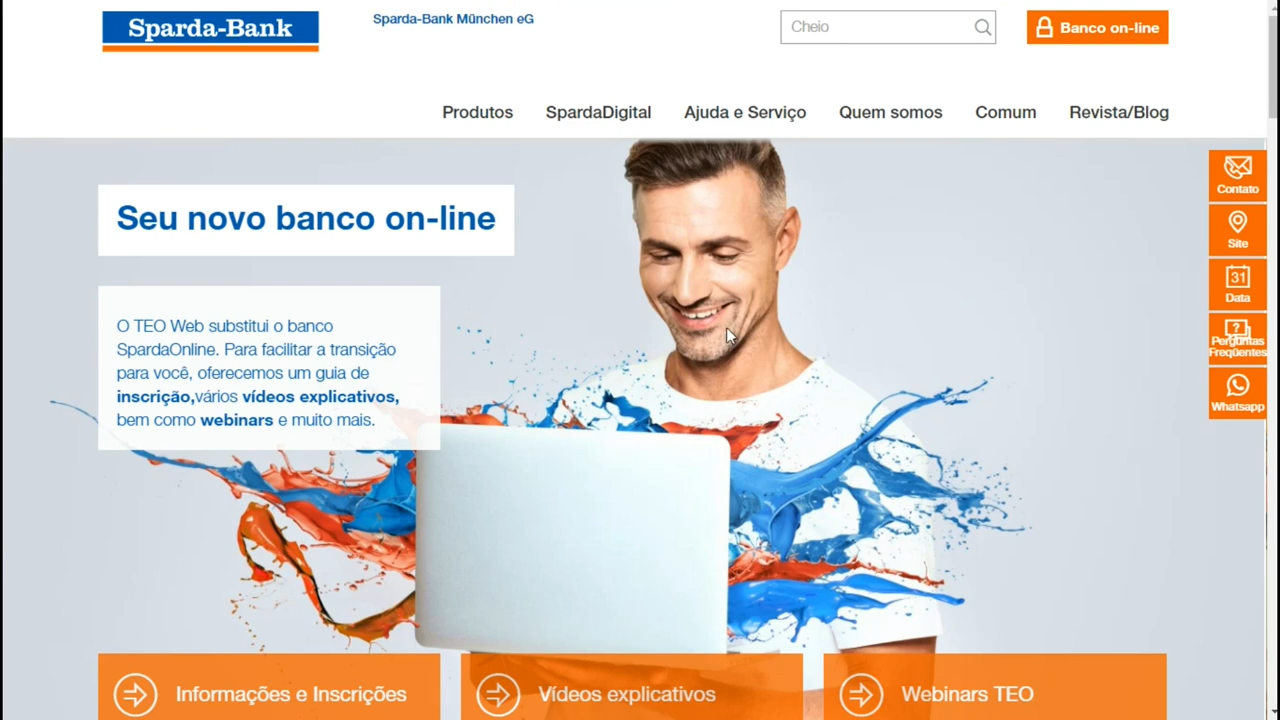 Sparda-Bank
Sparda-Bank München eG
Cheio
Banco on-line
Produtos
SpardaDigital
Ajuda e Serviço
Quem somos
Comum
Revista/Blog
Seu novo banco on-line
O TEO Web substitui o banco
SpardaOnline. Para facilitar a transição
para você, oferecemos um guia de
inscrição,vários vídeos explicativos,
bem como webinars e muito mais.
Contato
Site
31
Data
?
Perguntas
Freqüentes
Whatsapp
Informações e Inscrições
Vídeos explicativos
Webinars TEO